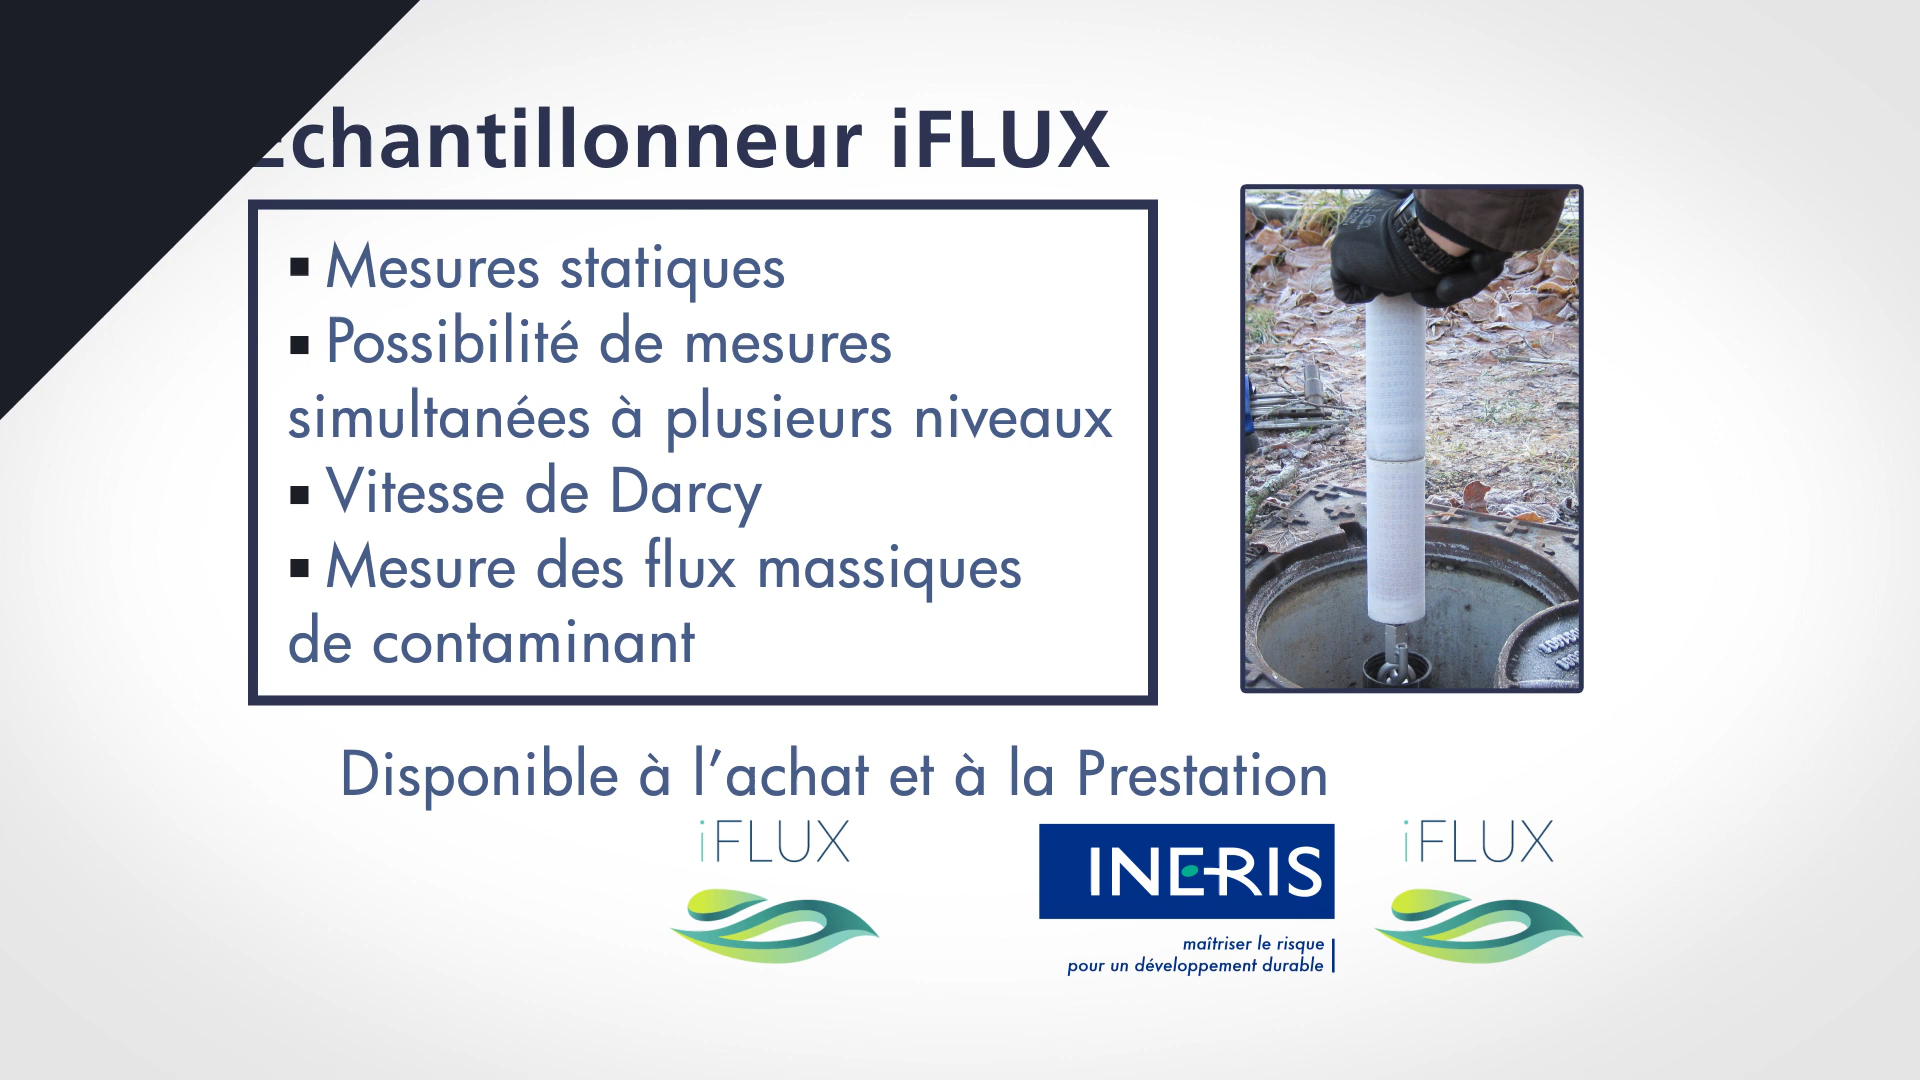 Echantillonneur iFLUX
▪ Mesures statiques
▪ Possibilité de mesures
simultanées à plusieurs niveaux
▪ Vitesse de Darcy
▪ Mesure des flux massiques
de contaminant
Disponible à l’achat et à la Prestation
iFLUX
INERIS
maîtriser le risque
pour un développement durable
iFLUX